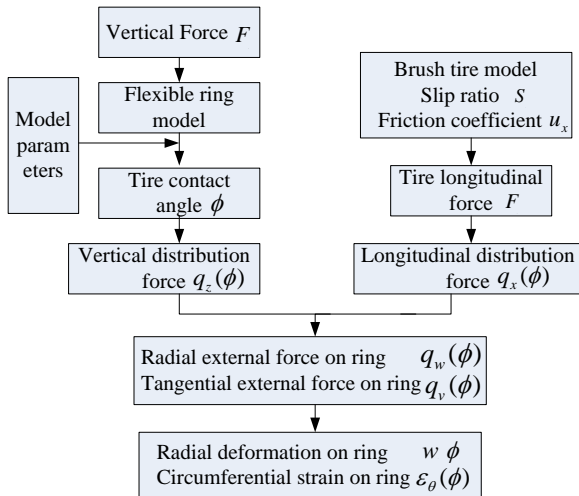 Vertical Force F
Flexible ring
model
Model
param
eters
Tire contact
angle ϕ
Vertical distribution
force q_z(ϕ)
Brush tire model
Slip ratio S
Friction coefficient u_x
Tire longitudinal
force F
Longitudinal distribution
force q_x(ϕ)
Radial external force on ring q_w(ϕ)
Tangential external force on ring q_v(ϕ)
Radial deformation on ring w ϕ
Circumferential strain on ring ε_θ(ϕ)